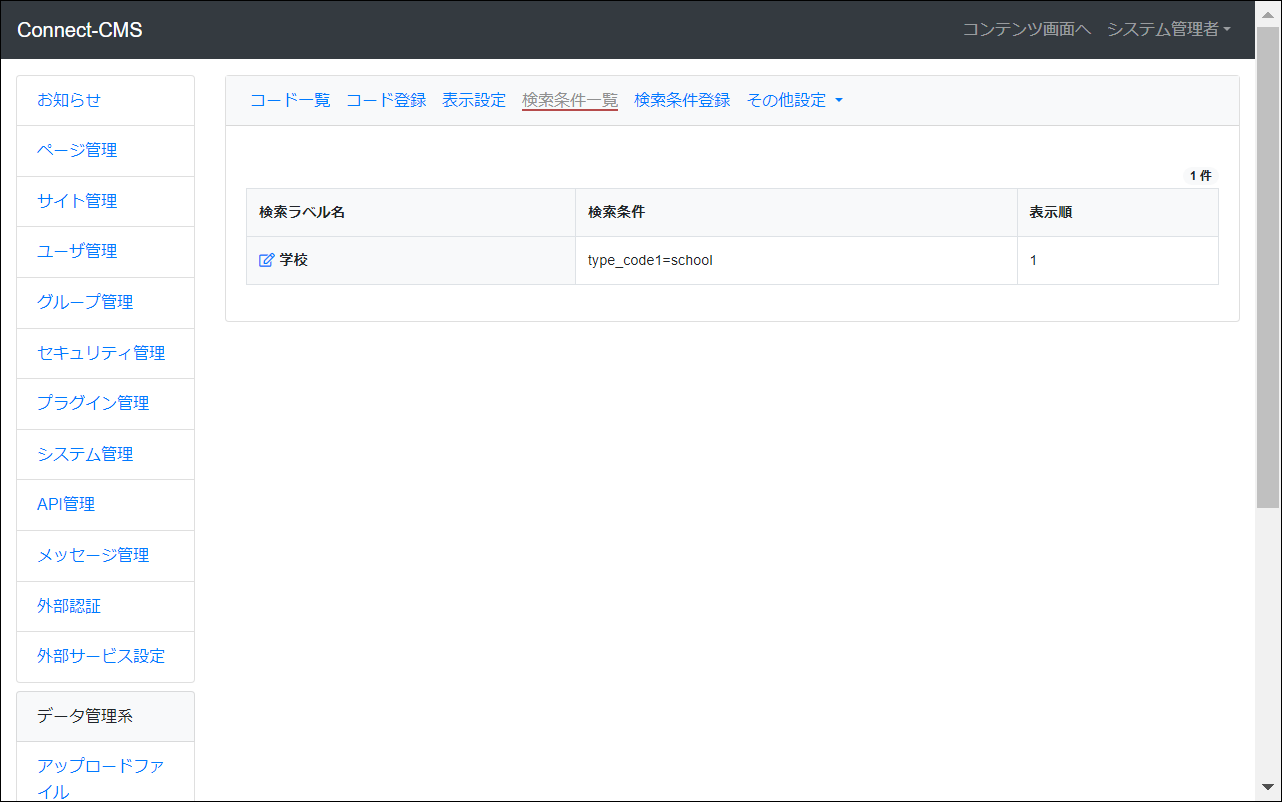 Connect-CMS
コンテンツ画面へ システム管理者
お知らせ
ページ管理
サイト管理
ユーザ管理
グループ管理
セキュリティ管理
プラグイン管理
システム管理
API管理
メッセージ管理
外部認証
外部サービス設定
データ管理系
アップロードファ
イル
コード一覧 コード登録 表示設定 検索条件一覧 検索条件登録 その他設定
1 件
検索ラベル名 検索条件 表示順
学校 type_code1=school 1